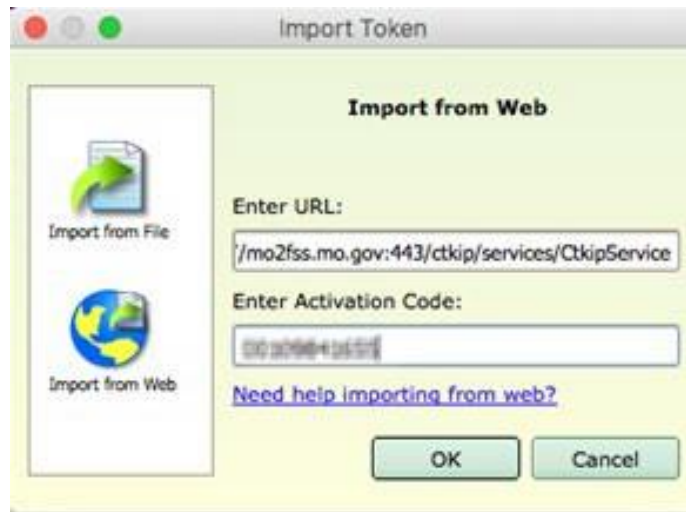 Import Token
Import from Web
Import from File
Import from Web
Enter URL:
/mo2fss.mo.gov:443/ctkip/services/CtkipService
Enter Activation Code:
Need help importing from web?
OK
Cancel